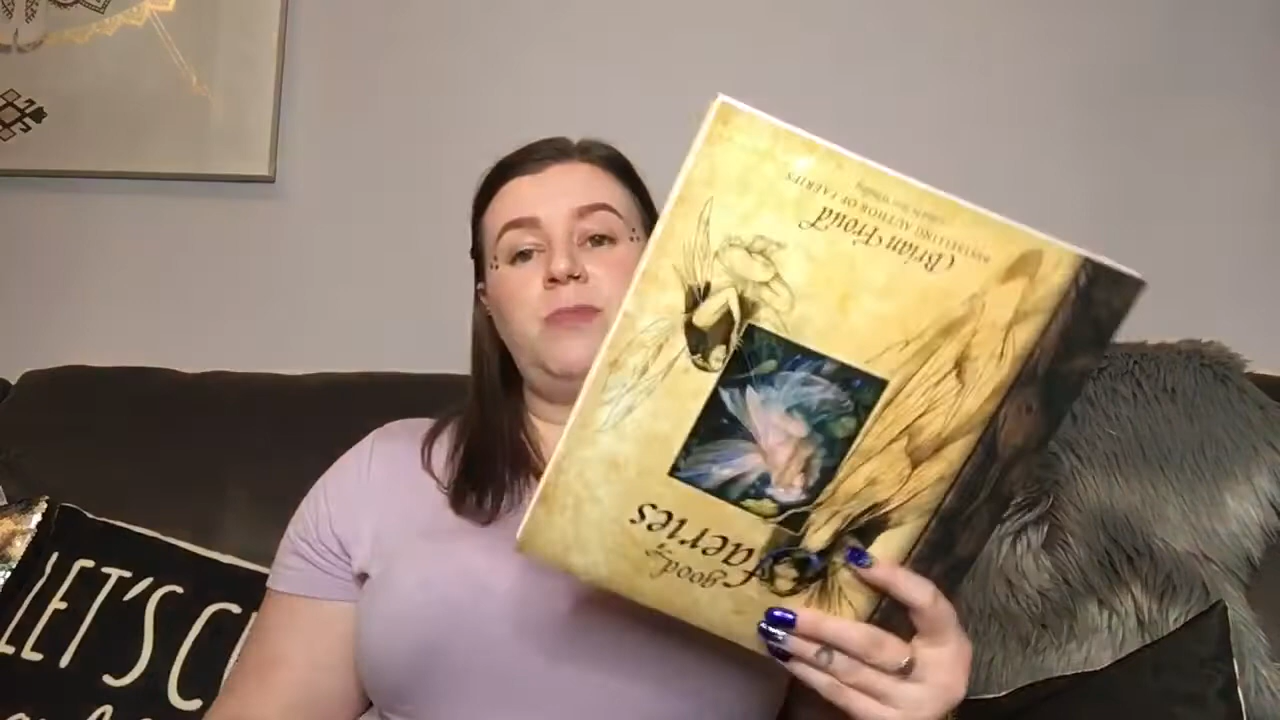 good
Faeries
Brian Froud
BESTSELLING AUTHOR OF FAERIES
LET'S C